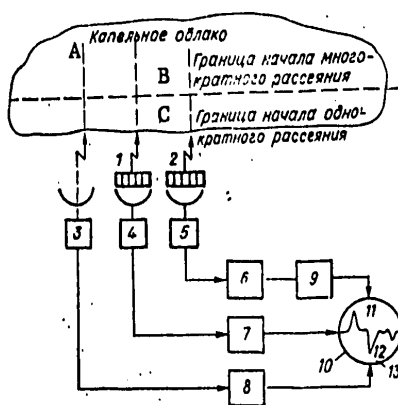 Капельное облако
A
B
Граница начала много-
кратного рассеяния
C
Граница начала одно-
кратного рассеяния
1
2
3
4
5
6
9
7
8
10
11
12
13